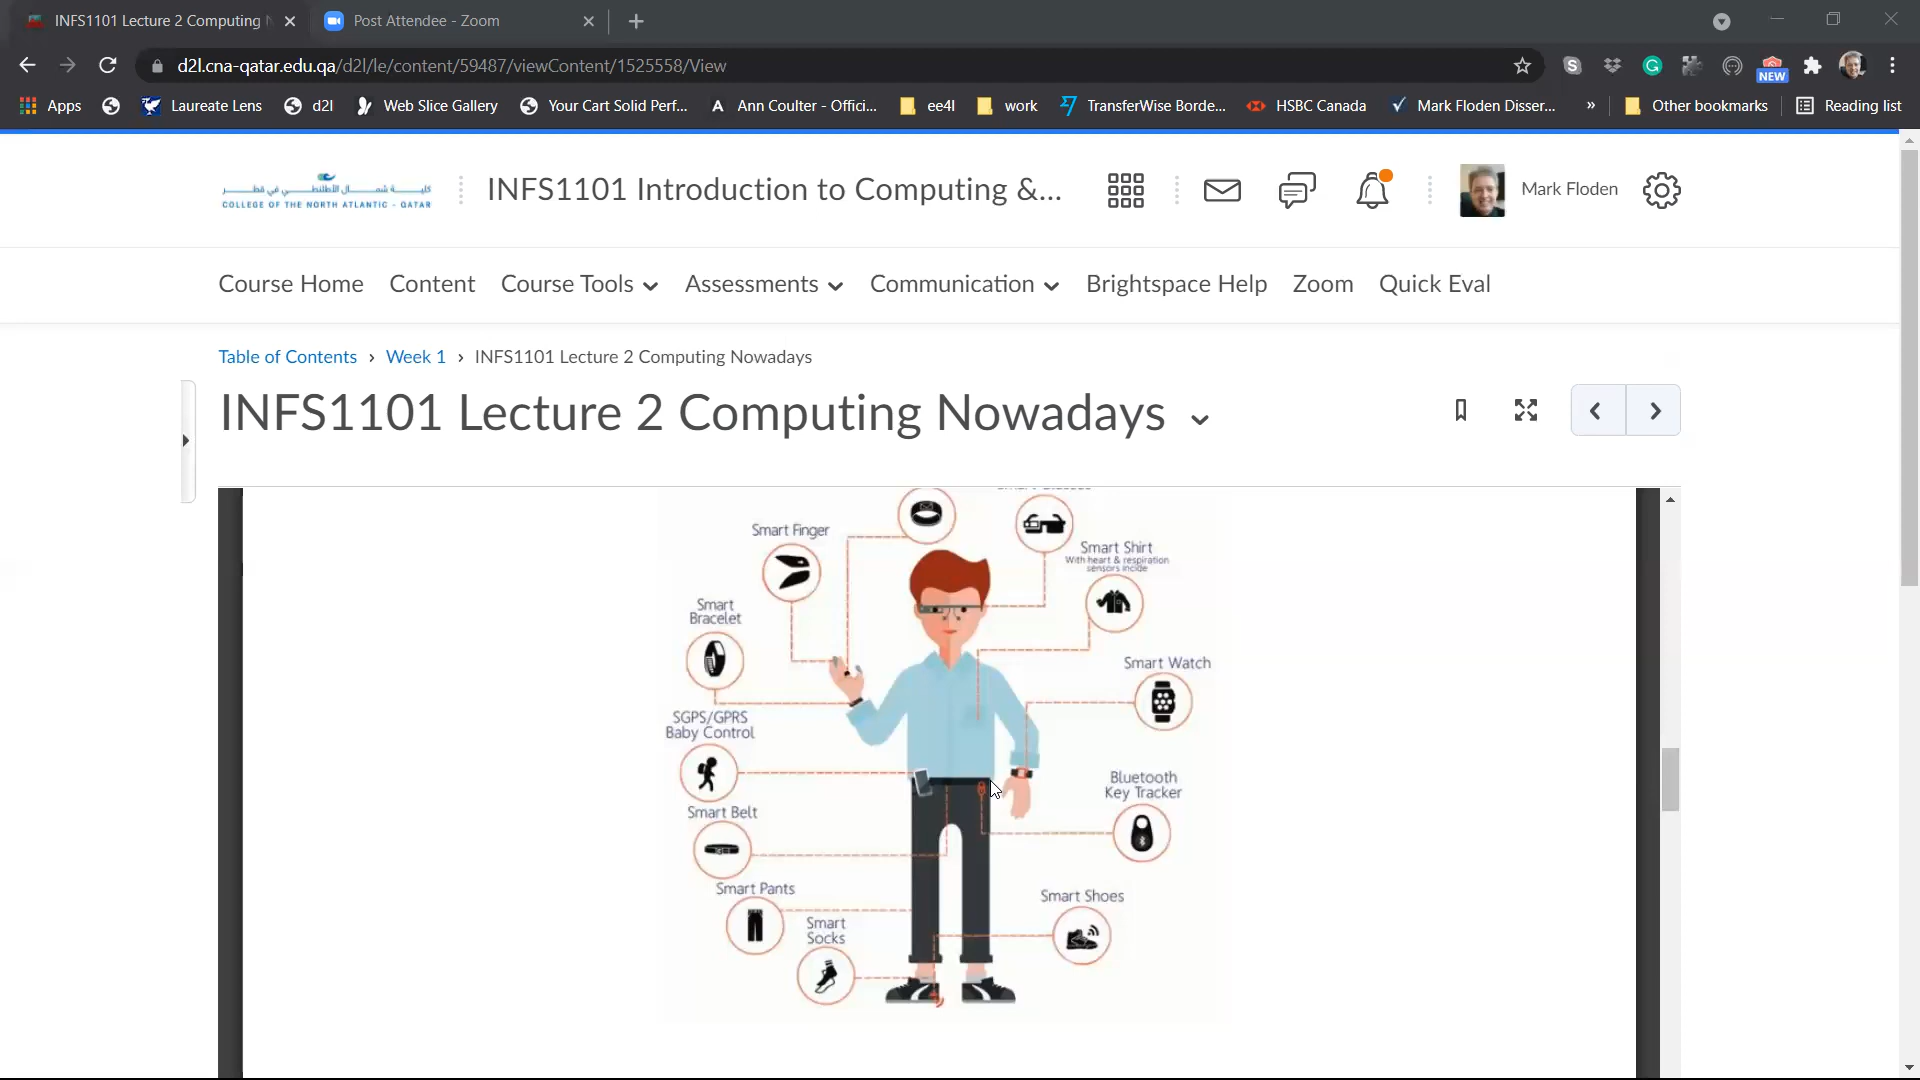 INFS1101 Lecture 2 Computing N
Post Attendee - Zoom
d2l.cna-qatar.edu.qa/d2l/le/content/59487/viewContent/1525558/View
NEW
Apps
Laureate Lens
d2l
Web Slice Gallery
Your Cart Solid Perf...
Ann Coulter - Offici...
ee4l
work
TransferWise Borde...
HSBC Canada
Mark Floden Disser...
»
Other bookmarks
Reading list
COLLEGE OF THE NORTH ATLANTIC - QATAR
INFS1101 Introduction to Computing &...
Mark Floden
Course Home
Content
Course Tools
Assessments
Communication
Brightspace Help
Zoom
Quick Eval
Table of Contents › Week 1 › INFS1101 Lecture 2 Computing Nowadays
INFS1101 Lecture 2 Computing Nowadays
Smart Finger
Smart Shirt
With heart & respiration
sensors incide
Smart
Bracelet
Smart Watch
SGPS/GPRS
Baby Control
Bluetooth
Key Tracker
Smart Belt
Smart Pants
Smart Shoes
Smart
Socks